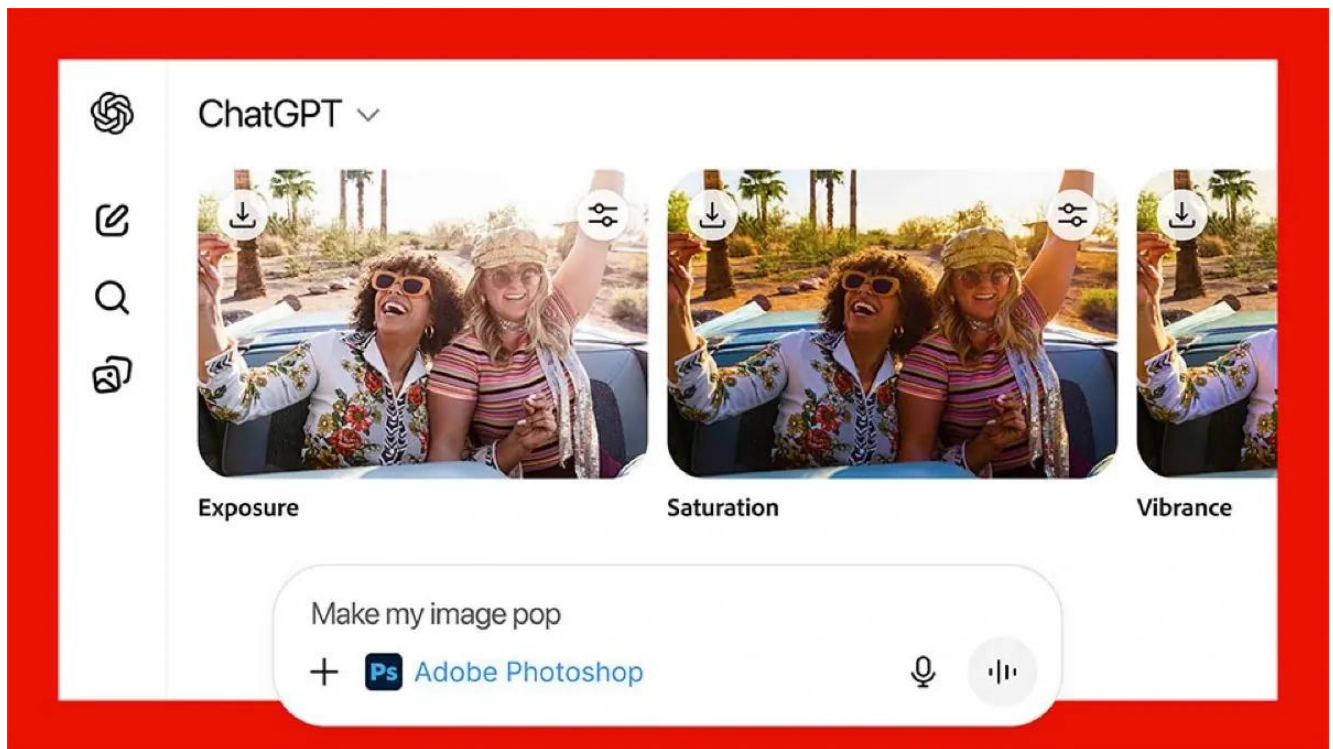 ChatGPT
Exposure
Saturation
Vibrance
Make my image pop
Ps Adobe Photoshop